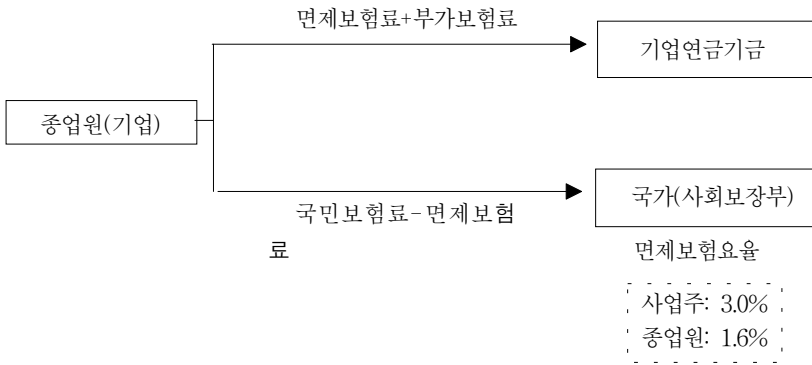 면제보험료+부가보험료
기업연금기금
종업원(기업)
국민보험료-면제보험
료
국가(사회보장부)
면제보험요율
사업주: 3.0%
종업원: 1.6%